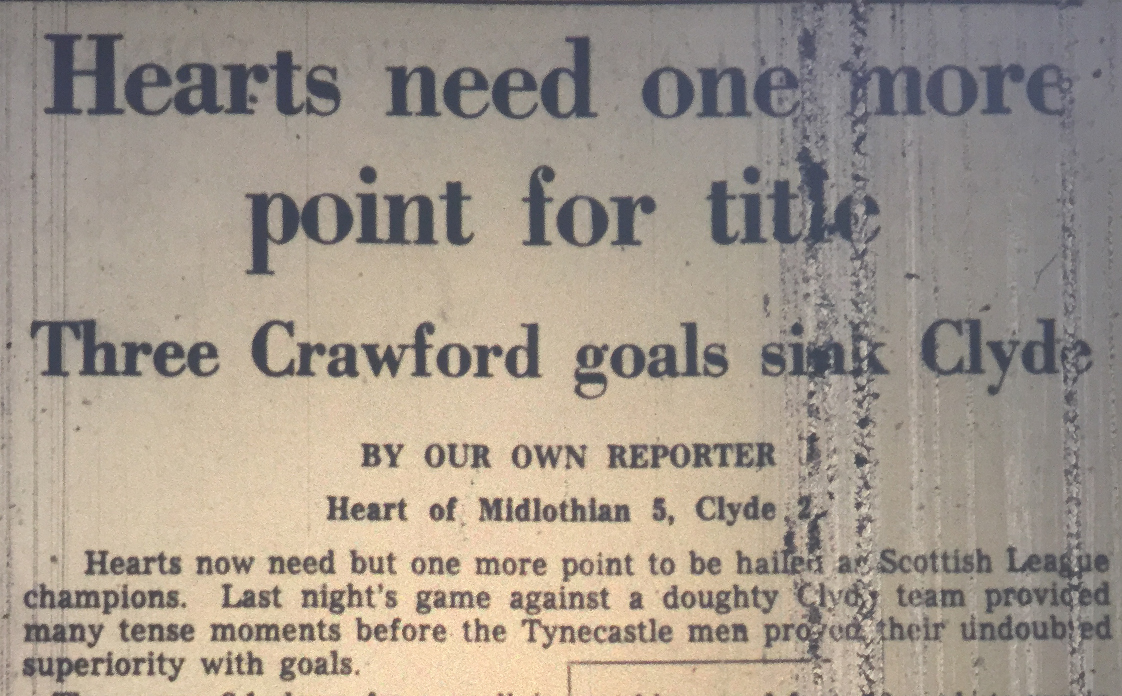 Hearts need one more
point for title
Three Crawford goals sink Clyde
BY OUR OWN REPORTER
Heart of Midlothian 5, Clyde 2
Hearts now need but one more point to be hailed as Scottish League
champions. Last night's game against a doughty Clyde team provided
many tense moments before the Tynecastle men proved their undoubted
superiority with goals.